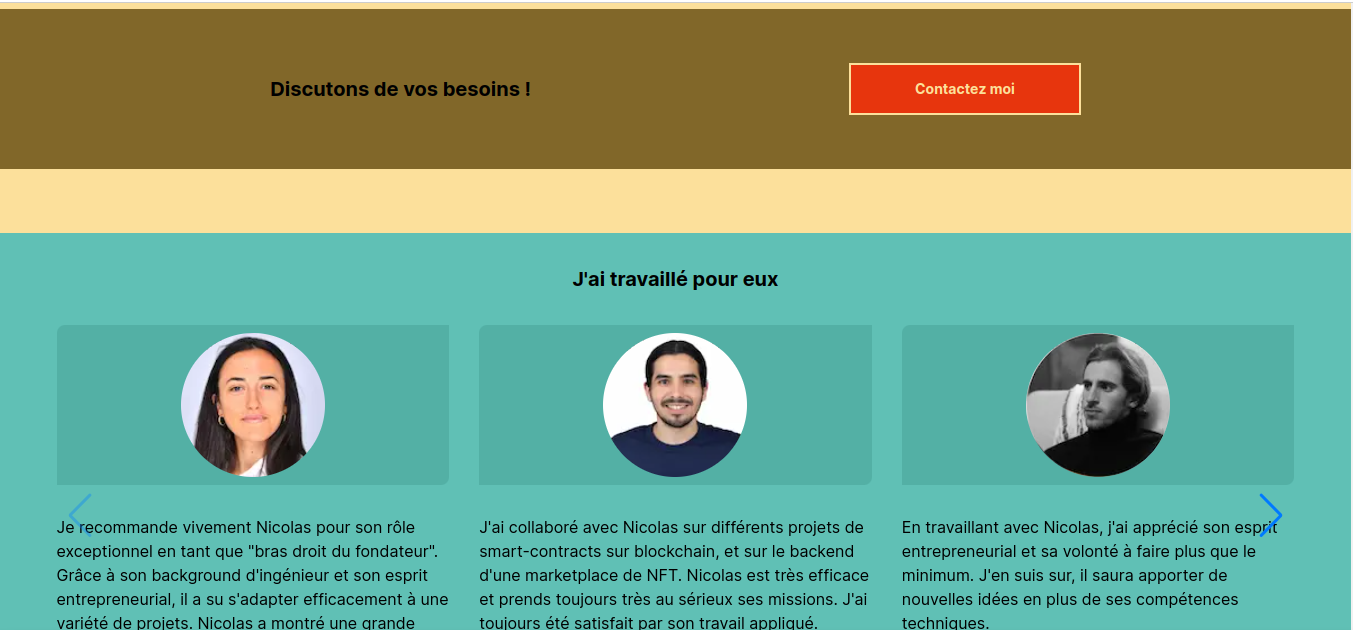 Discutons de vos besoins !
Contactez moi
J'ai travaillé pour eux
Je recommande vivement Nicolas pour son rôle
exceptionnel en tant que "bras droit du fondateur".
Grâce à son background d'ingénieur et son esprit
entrepreneurial, il a su s'adapter efficacement à une
variété de projets. Nicolas a montré une grande
J'ai collaboré avec Nicolas sur différents projets de
smart-contracts sur blockchain, et sur le backend
d'une marketplace de NFT. Nicolas est très efficace
et prends toujours très au sérieux ses missions. J'ai
toujours été satisfait par son travail appliqué.
En travaillant avec Nicolas, j'ai apprécié son esprit
entrepreneurial et sa volonté à faire plus que le
minimum. J'en suis sur, il saura apporter de
nouvelles idées en plus de ses compétences
techniques.